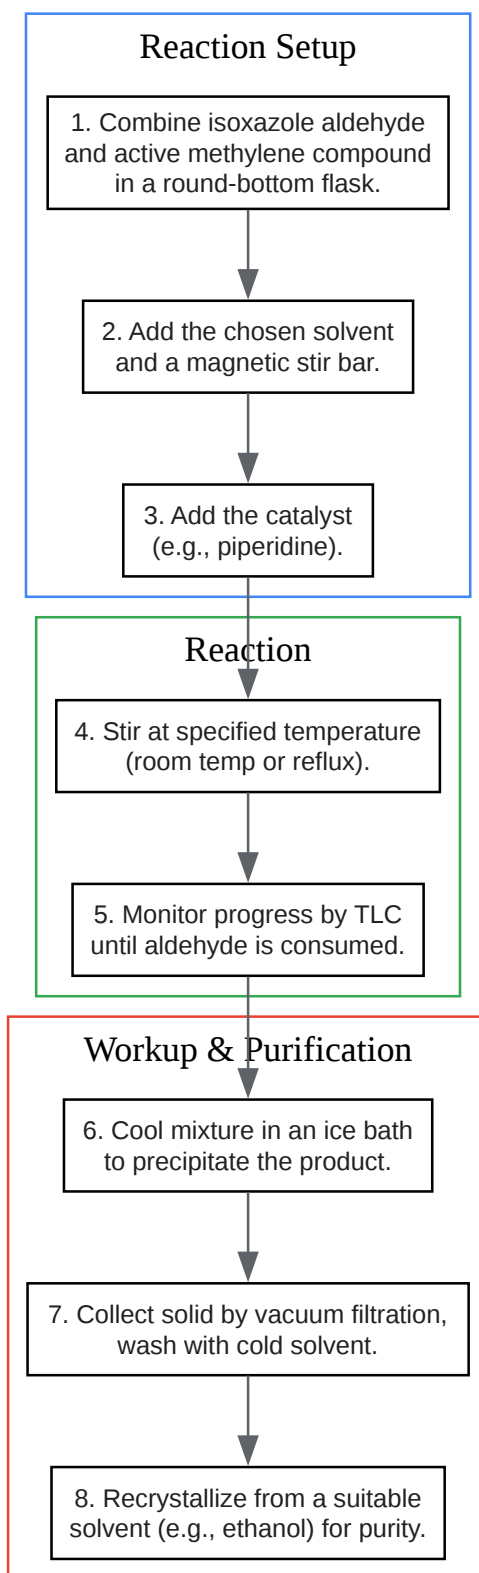 Reaction Setup
1. Combine isoxazole aldehyde
and active methylene compound
in a round-bottom flask.
2. Add the chosen solvent
and a magnetic stir bar.
3. Add the catalyst
(e.g., piperidine).
Reaction
4. Stir at specified temperature
(room temp or reflux).
5. Monitor progress by TLC
until aldehyde is consumed.
Workup & Purification
6. Cool mixture in an ice bath
to precipitate the product.
7. Collect solid by vacuum filtration,
wash with cold solvent.
8. Recrystallize from a suitable
solvent (e.g., ethanol) for purity.